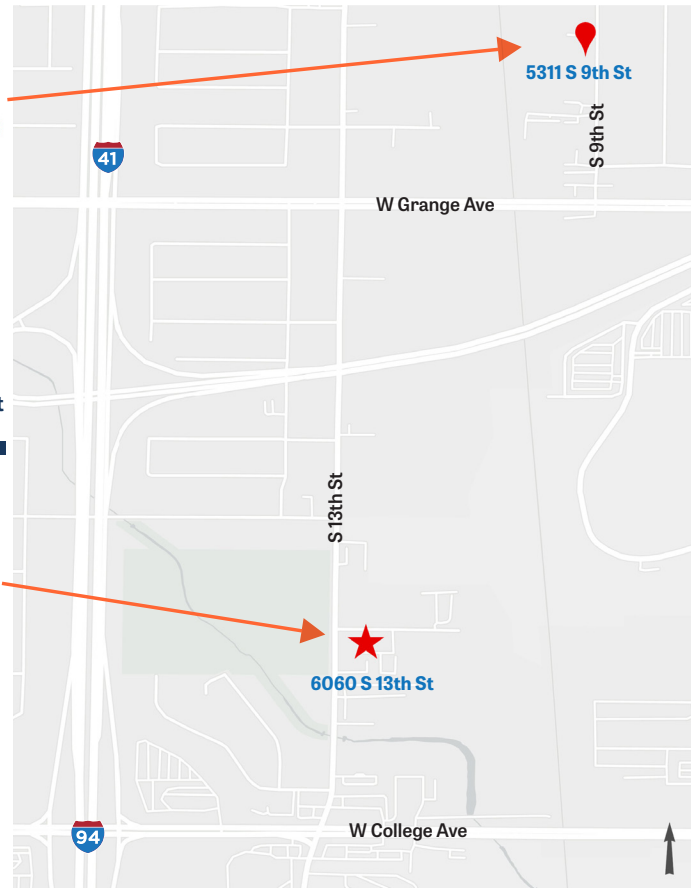 5311 S 9th St
S 9th St
41
W Grange Ave
t
S 13th St
6060 S 13th St
W College Ave
94